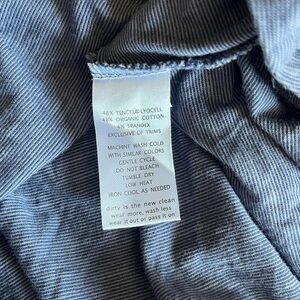 48% TENCEL®LYOCELL
48% ORGANIC COTTON
4% SPANDEX
EXCLUSIVE OF TRIMS
MACHINE WASH COLD
WITH SIMILAR COLORS
GENTLE CYCLE
DO NOT BLEACH
TUMBLE DRY
LOW HEAT
IRON COOL AS NEEDED
dirty is the new clean
wear more, wash less
wear it out or pass it on